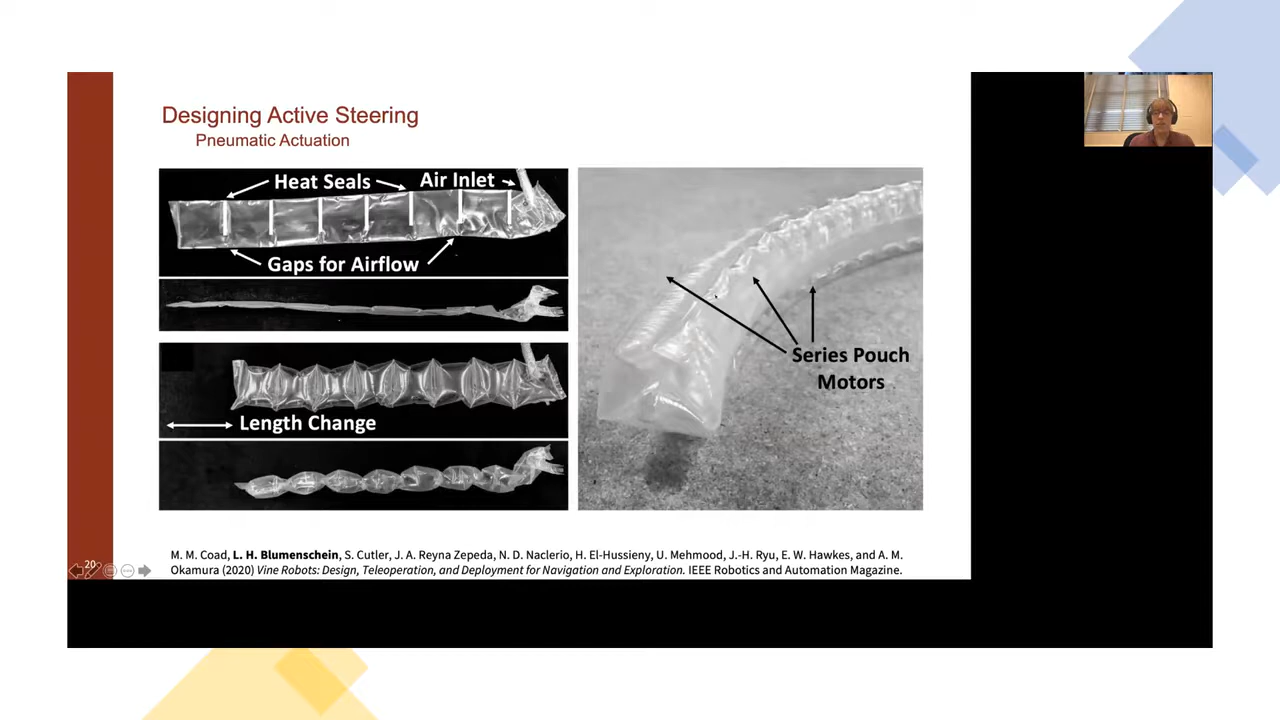 Designing Active Steering
Pneumatic Actuation
Heat Seals
Air Inlet
Gaps for Airflow
Length Change
Series Pouch
Motors
M. M. Coad, L. H. Blumenschein, S. Cutler, J. A. Reyna Zepeda, N. D. Naclerio, H. El-Hussieny, U. Mehmood, J.-H. Ryu, E. W. Hawkes, and A. M.
Okamura (2020) Vine Robots: Design, Teleoperation, and Deployment for Navigation and Exploration. IEEE Robotics and Automation Magazine.
20